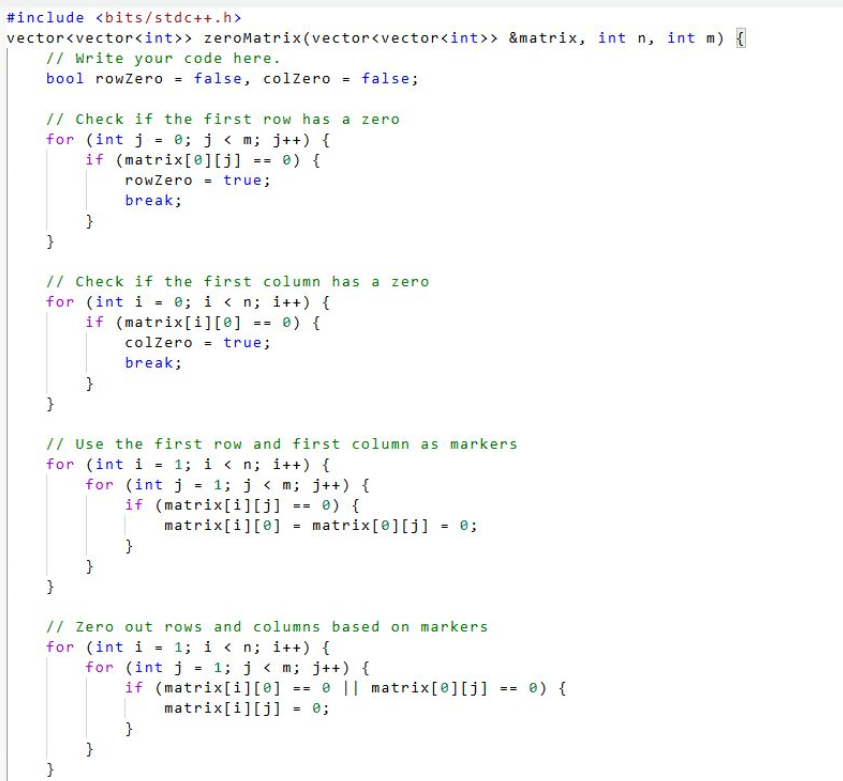 #include <bits/stdc++.h>
vector<vector<int>> zeroMatrix(vector<vector<int>> &matrix, int n, int m) {
    // Write your code here.
    bool rowZero = false, colZero = false;

    // Check if the first row has a zero
    for (int j = 0; j < m; j++) {
        if (matrix[0][j] == 0) {
            rowZero = true;
            break;
        }
    }

    // Check if the first column has a zero
    for (int i = 0; i < n; i++) {
        if (matrix[i][0] == 0) {
            colZero = true;
            break;
        }
    }

    // Use the first row and first column as markers
    for (int i = 1; i < n; i++) {
        for (int j = 1; j < m; j++) {
            if (matrix[i][j] == 0) {
                matrix[i][0] = matrix[0][j] = 0;
            }
        }
    }

    // Zero out rows and columns based on markers
    for (int i = 1; i < n; i++) {
        for (int j = 1; j < m; j++) {
            if (matrix[i][0] == 0 || matrix[0][j] == 0) {
                matrix[i][j] = 0;
            }
        }
    }